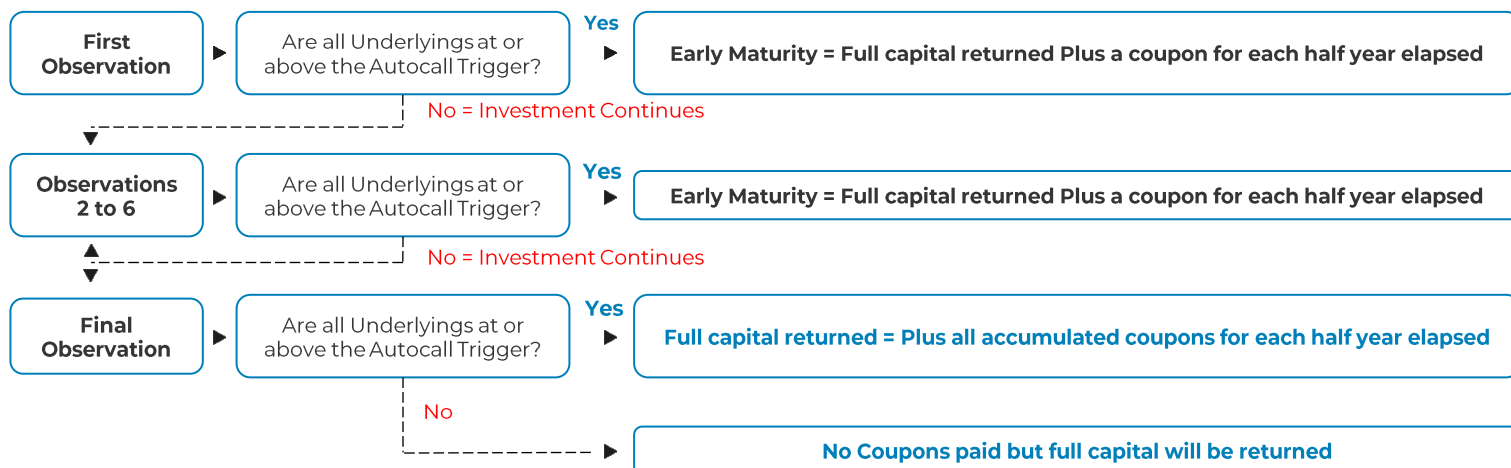 Yes
First
Observation
Are all Underlyings at or
above the Autocall Trigger?
Early Maturity = Full capital returned Plus a coupon for each half year elapsed
No = Investment Continues
Yes
Observations
2 to 6
Are all Underlyings at or
above the Autocall Trigger?
Early Maturity = Full capital returned Plus a coupon for each half year elapsed
No = Investment Continues
Yes
Final
Observation
Are all Underlyings at or
above the Autocall Trigger?
Full capital returned = Plus all accumulated coupons for each half year elapsed
No
No Coupons paid but full capital will be returned